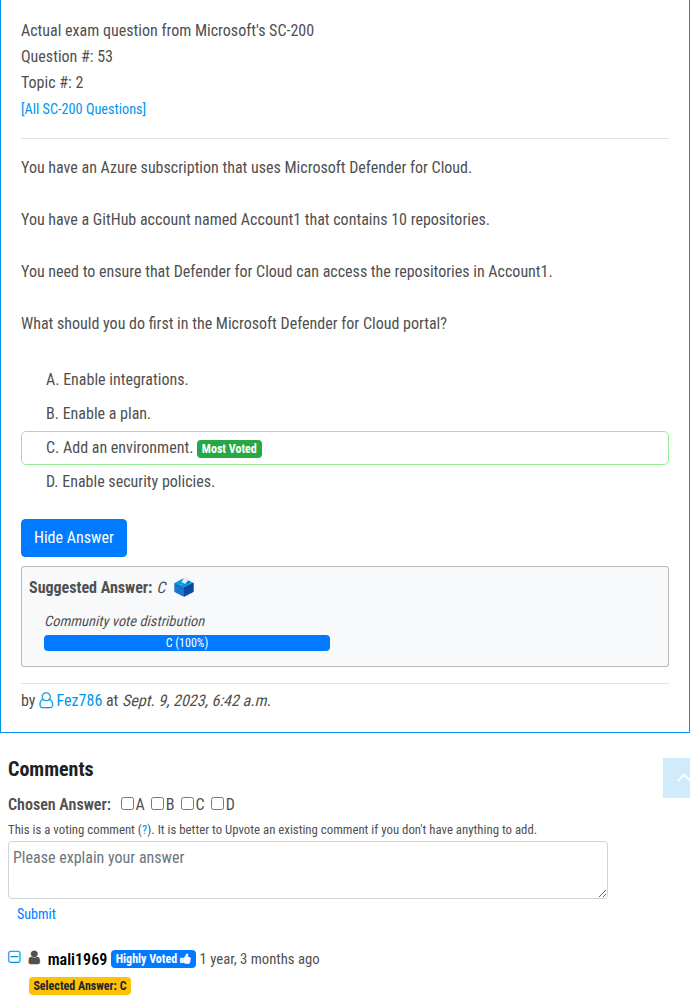 Actual exam question from Microsoft's SC-200
Question #: 53
Topic #: 2
[All SC-200 Questions]
You have an Azure subscription that uses Microsoft Defender for Cloud.
You have a GitHub account named Account1 that contains 10 repositories.
You need to ensure that Defender for Cloud can access the repositories in Account1.
What should you do first in the Microsoft Defender for Cloud portal?
A. Enable integrations.
B. Enable a plan.
C. Add an environment. Most Voted
D. Enable security policies.
Hide Answer
Suggested Answer: C
Community vote distribution
C (100%)
by Fez786 at Sept. 9, 2023, 6:42 a.m.
Comments
Chosen Answer: A B C D
This is a voting comment (?). It is better to Upvote an existing comment if you don't have anything to add.
Please explain your answer
Submit
mali1969 Highly Voted 1 year, 3 months ago
Selected Answer: C